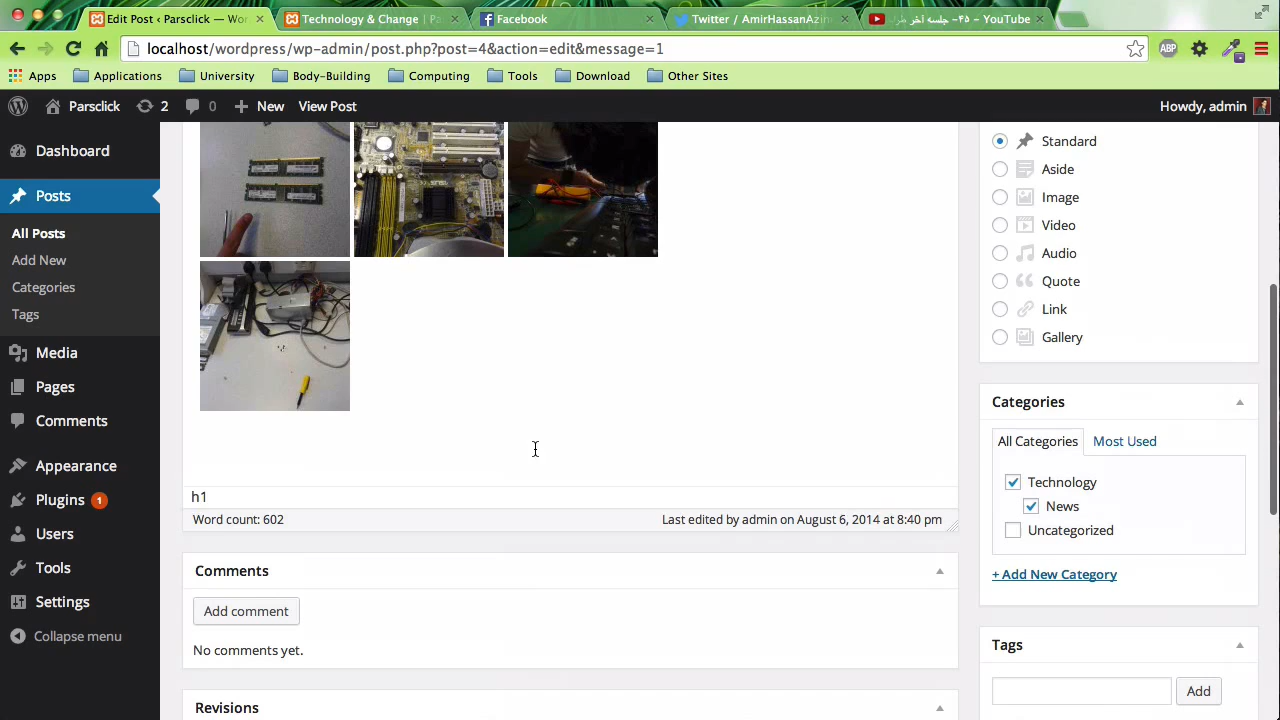 Edit Post ‹ Parsclick — Wor
Technology & Change | Pa
Facebook
Twitter / AmirHassanAzim
۴۵- جلسه آخر
- YouTube
localhost/wordpress/wp-admin/post.php?post=4&action=edit&message=1
ABP
Apps
Applications
University
Body-Building
Computing
Tools
Download
Other Sites
Parsclick
2
0
New
View Post
Howdy, admin
Dashboard
Posts
All Posts
Add New
Categories
Tags
Media
Pages
Comments
Appearance
Plugins 1
Users
Tools
Settings
Collapse menu
h1
Word count: 602
Last edited by admin on August 6, 2014 at 8:40 pm
Comments
Add comment
No comments yet.
Revisions
Standard
Aside
Image
Video
Audio
Quote
Link
Gallery
Categories
All Categories
Most Used
Technology
News
Uncategorized
+ Add New Category
Tags
Add